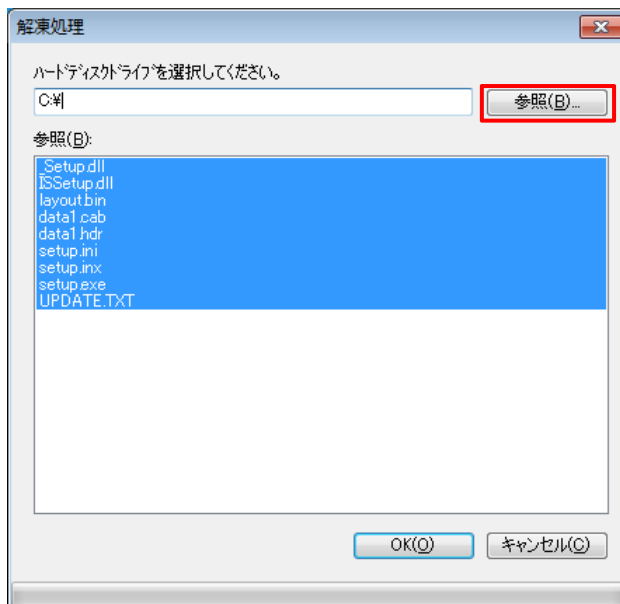 解凍処理
ハードディスクドライブを選択してください。
C:¥
参照(B)...
参照(B):
_Setup.dll
ISSetup.dll
layout.bin
data1.cab
data1.hdr
setup.ini
setup.inx
setup.exe
UPDATE.TXT
OK(O)
キャンセル(C)